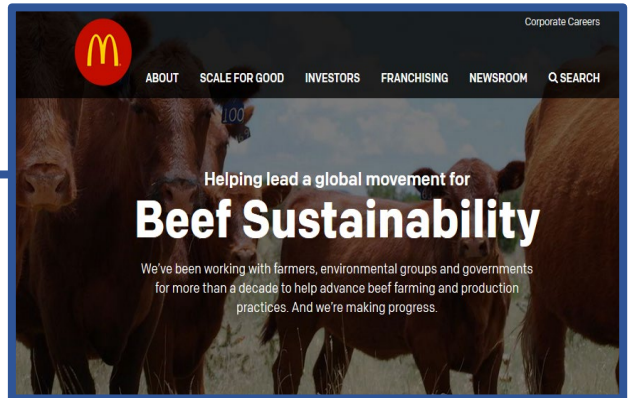 Corporate Careers
M
ABOUT SCALE FOR GOOD INVESTORS FRANCHISING NEWSROOM SEARCH
100
Helping lead a global movement for
Beef Sustainability
We've been working with farmers, environmental groups and governments
for more than a decade to help advance beef farming and production
practices. And we're making progress.